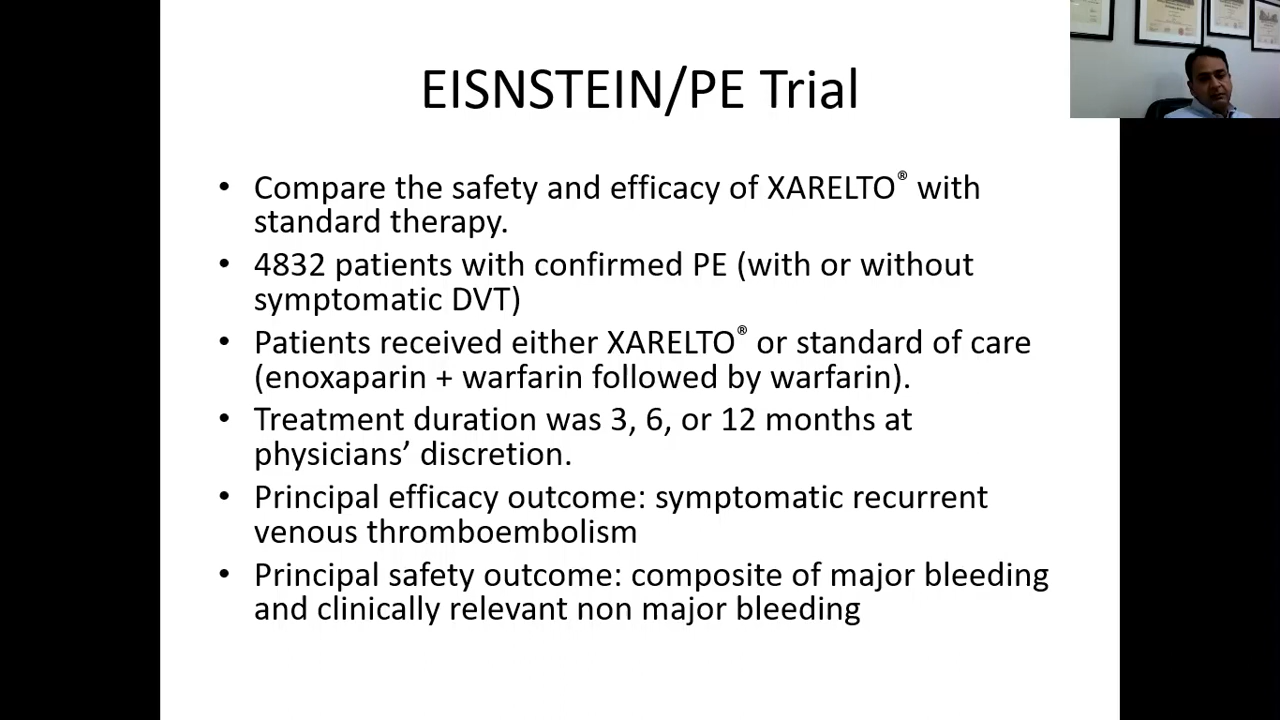 EISNSTEIN/PE Trial
• Compare the safety and efficacy of XARELTO® with
standard therapy.
• 4832 patients with confirmed PE (with or without
symptomatic DVT)
• Patients received either XARELTO® or standard of care
(enoxaparin + warfarin followed by warfarin).
• Treatment duration was 3, 6, or 12 months at
physicians’ discretion.
• Principal efficacy outcome: symptomatic recurrent
venous thromboembolism
• Principal safety outcome: composite of major bleeding
and clinically relevant non major bleeding